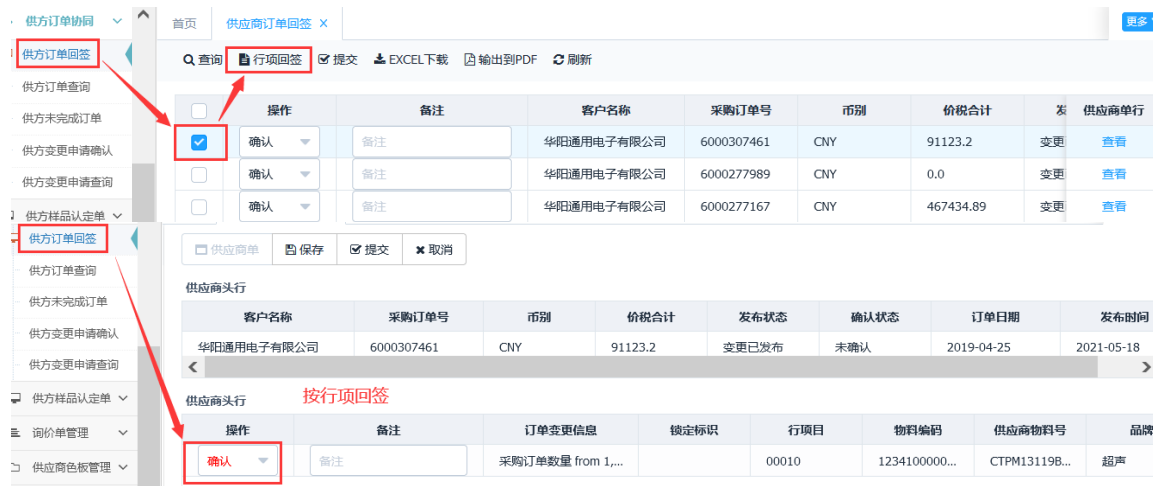 供方订单协同
首页 供应商订单回签 × 更多
供方订单回签
查询 行项回签 提交 EXCEL下载 输出到PDF 刷新
供方订单查询
供方未完成订单
供方变更申请确认
供方变更申请查询
供方样品认定单
操作 备注 客户名称 采购订单号 币别 价税合计 供应商单行
确认 备注 华阳通用电子有限公司 6000307461 CNY 91123.2 变更 查看
确认 备注 华阳通用电子有限公司 6000277989 CNY 0.0 变更 查看
确认 备注 华阳通用电子有限公司 6000277167 CNY 467434.89 变更 查看
供方订单回签
供方订单查询
供方未完成订单
供方变更申请确认
供方变更申请查询
供方样品认定单
询价单管理
供应商色板管理
供应商单 保存 提交 取消
供应商头行
客户名称 采购订单号 币别 价税合计 发布状态 确认状态 订单日期 发布时间
华阳通用电子有限公司 6000307461 CNY 91123.2 变更已发布 未确认 2019-04-25 2021-05-18
供应商头行 按行项回签
操作 备注 订单变更信息 锁定标识 行项目 物料编码 供应商物料号 品牌
确认 备注 采购订单数量 from 1,... 00010 1234100000... CTPM13119B... 超声